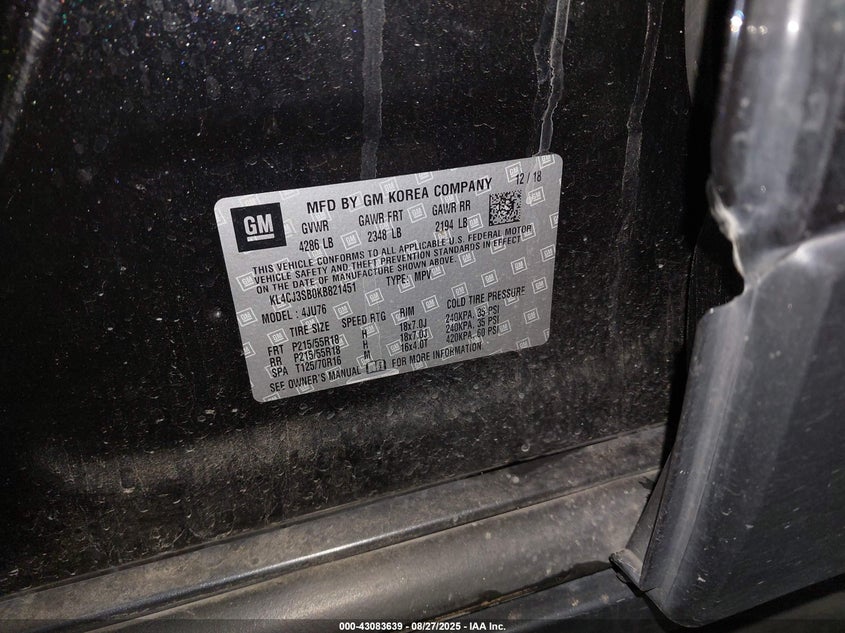 GM
MFD BY GM KOREA COMPANY 12 / 18
GVWR GAWR FRT GAWR RR
4286 LB 2348 LB 2194 LB
THIS VEHICLE CONFORMS TO ALL APPLICABLE U.S. FEDERAL MOTOR
VEHICLE SAFETY AND THEFT PREVENTION STANDARDS IN EFFECT
ON THE DATE OF MANUFACTURE SHOWN ABOVE.
KL4CJ3SB0KB821451 TYPE: MPV
MODEL : 4JU76
TIRE SIZE SPEED RTG RIM COLD TIRE PRESSURE
FRT P215/55R18 H 18x7.0J 240KPA, 35 PSI
RR P215/55R18 H 18x7.0J 240KPA, 35 PSI
SPA T125/70R16 M 16x4.0T 420KPA, 60 PSI
SEE OWNER'S MANUAL FOR MORE INFORMATION
000-43083639 - 08/27/2025 - IAA Inc.